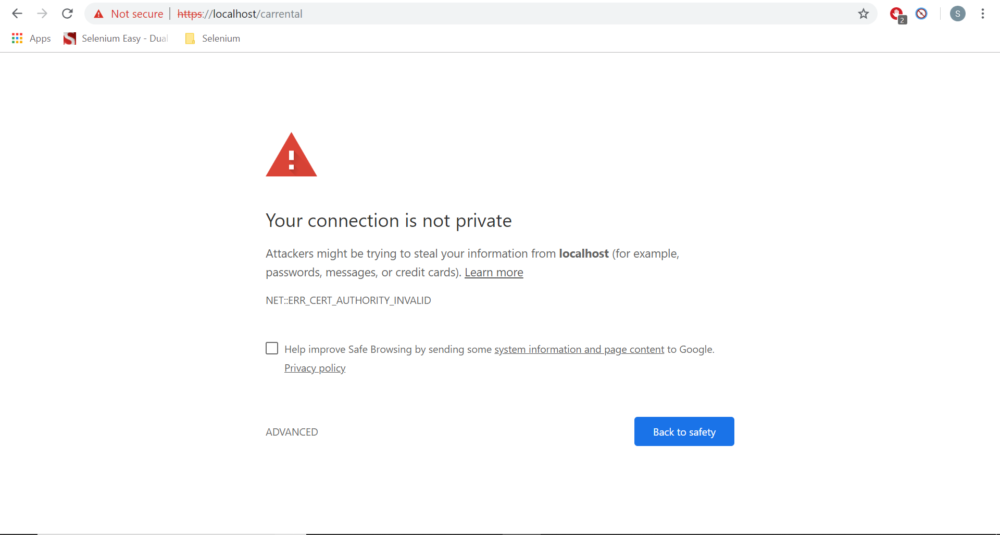 Not secure | https://localhost/carrental
2
S
Apps Selenium Easy - Dual Selenium
Your connection is not private
Attackers might be trying to steal your information from localhost (for example,
passwords, messages, or credit cards). Learn more
NET::ERR_CERT_AUTHORITY_INVALID
Help improve Safe Browsing by sending some system information and page content to Google.
Privacy policy
ADVANCED
Back to safety